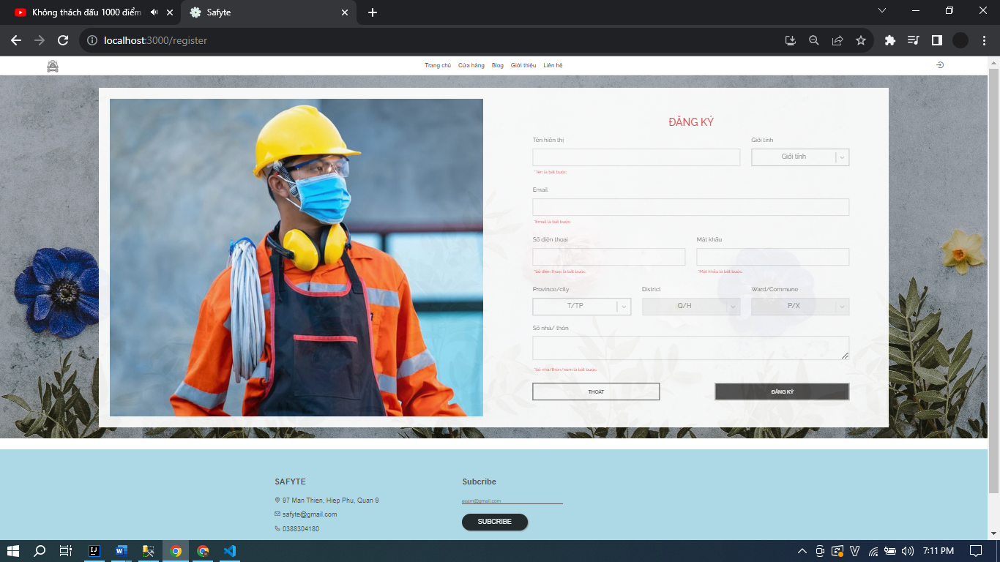 Không thách đấu 1000 điểm
Safyte
localhost:3000/register
Trang chủ Cửa hàng Blog Giới thiệu Liên hệ
ĐĂNG KÝ
Tên hiển thị Giới tính
Giới tính
*Tên là bắt buộc.
Email
*Email là bắt buộc.
Số điện thoại Mật khẩu
*Số điện thoại là bắt buộc. *Mật khẩu là bắt buộc.
Province/city District Ward/Commune
T/TP Q/H P/X
Số nhà/ thôn
*Số nhà/thôn/xóm là bắt buộc.
THOÁT ĐĂNG KÝ
SAFYTE Subcribe
97 Man Thien, Hiep Phu, Quan 9 exam@gmail.com
safyte@gmail.com SUBCRIBE
0388304180
7:11 PM